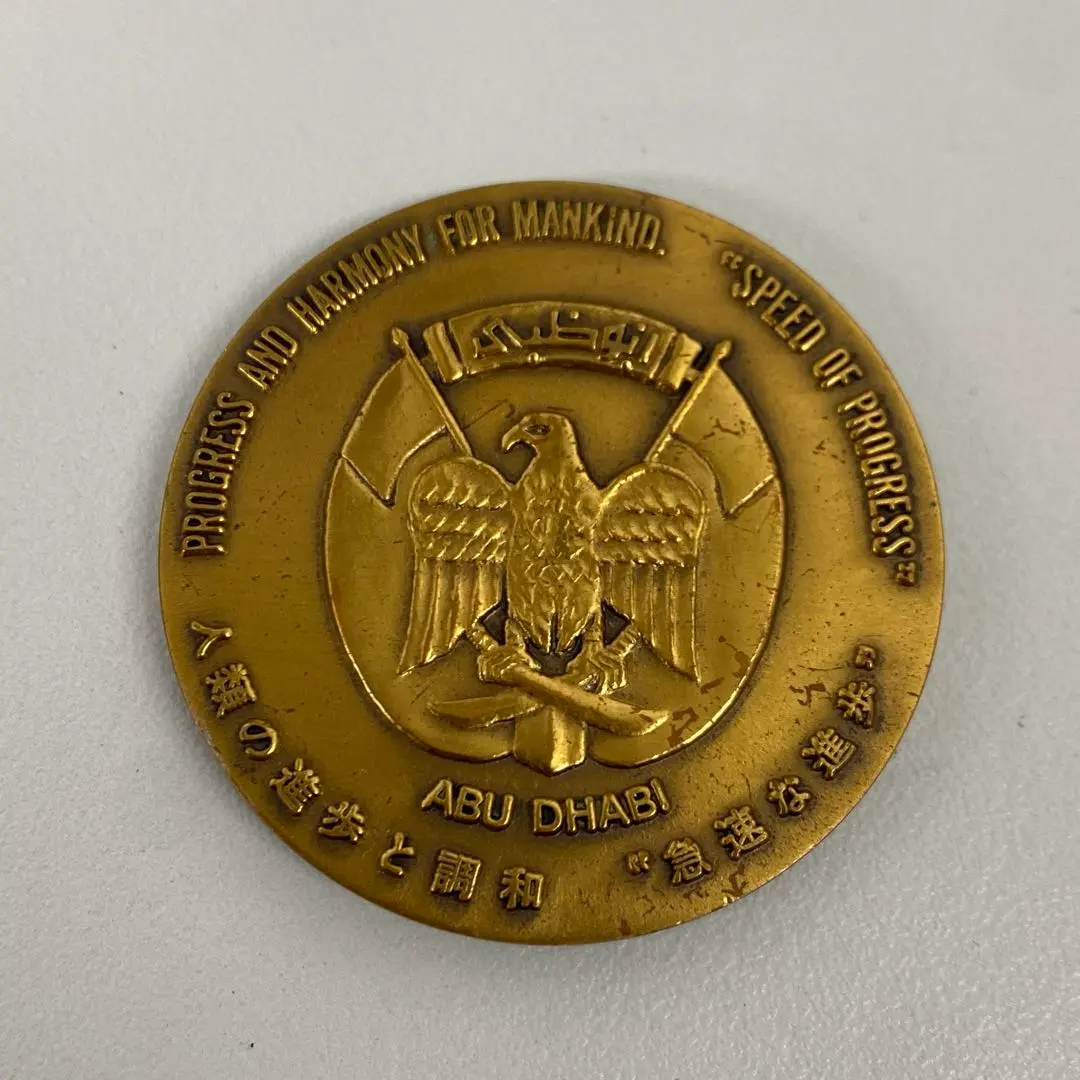 PROGRESS AND HARMONY FOR MANKIND.
"SPEED OF PROGRESS"
ابوظبي
ABU DHABI
人類の進歩と調和
"急速な進歩"